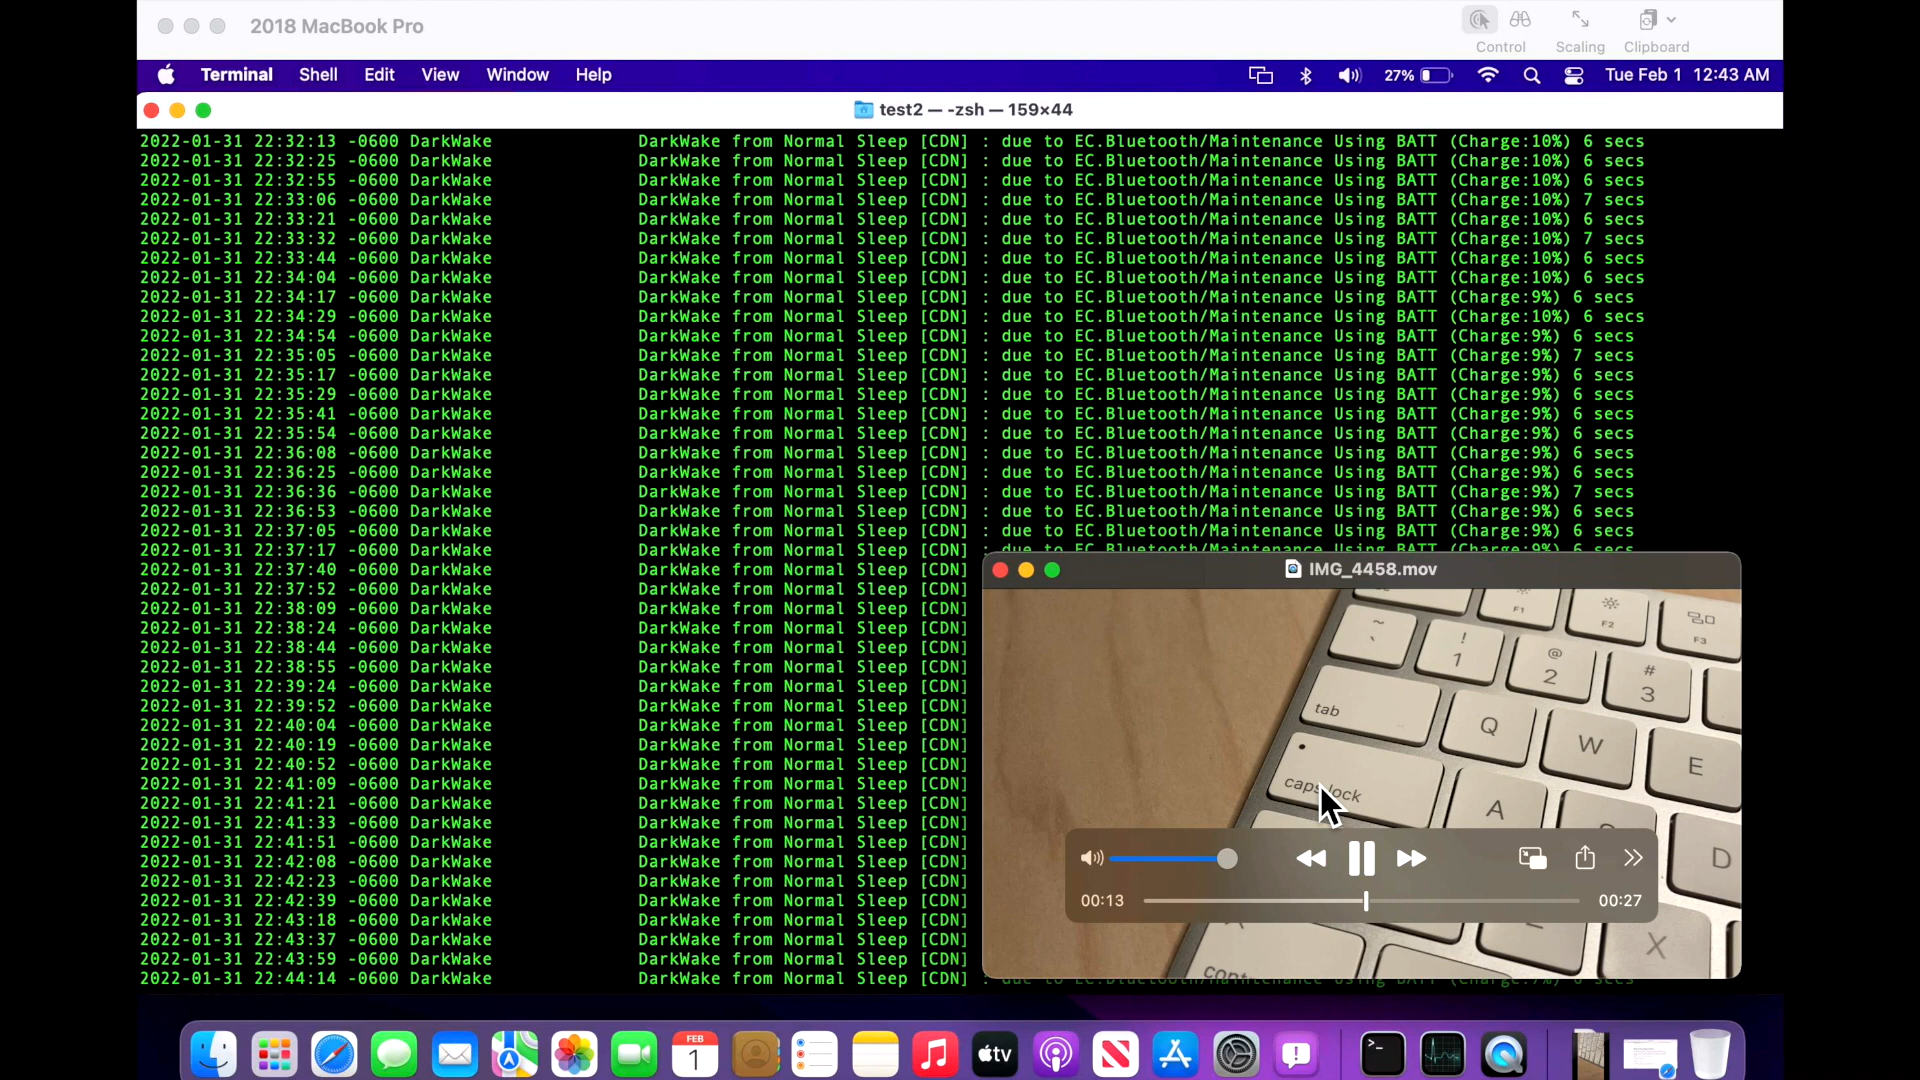 2018 MacBook Pro
Control Scaling Clipboard
Terminal Shell Edit View Window Help 27% Tue Feb 1 12:43 AM
test2 — -zsh — 159×44
2022-01-31 22:32:13 -0600 DarkWake DarkWake from Normal Sleep [CDN] : due to EC.Bluetooth/Maintenance Using BATT (Charge:10%) 6 secs
2022-01-31 22:32:25 -0600 DarkWake DarkWake from Normal Sleep [CDN] : due to EC.Bluetooth/Maintenance Using BATT (Charge:10%) 6 secs
2022-01-31 22:32:55 -0600 DarkWake DarkWake from Normal Sleep [CDN] : due to EC.Bluetooth/Maintenance Using BATT (Charge:10%) 6 secs
2022-01-31 22:33:06 -0600 DarkWake DarkWake from Normal Sleep [CDN] : due to EC.Bluetooth/Maintenance Using BATT (Charge:10%) 7 secs
2022-01-31 22:33:21 -0600 DarkWake DarkWake from Normal Sleep [CDN] : due to EC.Bluetooth/Maintenance Using BATT (Charge:10%) 6 secs
2022-01-31 22:33:32 -0600 DarkWake DarkWake from Normal Sleep [CDN] : due to EC.Bluetooth/Maintenance Using BATT (Charge:10%) 7 secs
2022-01-31 22:33:44 -0600 DarkWake DarkWake from Normal Sleep [CDN] : due to EC.Bluetooth/Maintenance Using BATT (Charge:10%) 6 secs
2022-01-31 22:34:04 -0600 DarkWake DarkWake from Normal Sleep [CDN] : due to EC.Bluetooth/Maintenance Using BATT (Charge:10%) 6 secs
2022-01-31 22:34:17 -0600 DarkWake DarkWake from Normal Sleep [CDN] : due to EC.Bluetooth/Maintenance Using BATT (Charge:9%) 6 secs
2022-01-31 22:34:29 -0600 DarkWake DarkWake from Normal Sleep [CDN] : due to EC.Bluetooth/Maintenance Using BATT (Charge:10%) 6 secs
2022-01-31 22:34:54 -0600 DarkWake DarkWake from Normal Sleep [CDN] : due to EC.Bluetooth/Maintenance Using BATT (Charge:9%) 6 secs
2022-01-31 22:35:05 -0600 DarkWake DarkWake from Normal Sleep [CDN] : due to EC.Bluetooth/Maintenance Using BATT (Charge:9%) 7 secs
2022-01-31 22:35:17 -0600 DarkWake DarkWake from Normal Sleep [CDN] : due to EC.Bluetooth/Maintenance Using BATT (Charge:9%) 6 secs
2022-01-31 22:35:29 -0600 DarkWake DarkWake from Normal Sleep [CDN] : due to EC.Bluetooth/Maintenance Using BATT (Charge:9%) 6 secs
2022-01-31 22:35:41 -0600 DarkWake DarkWake from Normal Sleep [CDN] : due to EC.Bluetooth/Maintenance Using BATT (Charge:9%) 6 secs
2022-01-31 22:35:54 -0600 DarkWake DarkWake from Normal Sleep [CDN] : due to EC.Bluetooth/Maintenance Using BATT (Charge:9%) 6 secs
2022-01-31 22:36:08 -0600 DarkWake DarkWake from Normal Sleep [CDN] : due to EC.Bluetooth/Maintenance Using BATT (Charge:9%) 6 secs
2022-01-31 22:36:25 -0600 DarkWake DarkWake from Normal Sleep [CDN] : due to EC.Bluetooth/Maintenance Using BATT (Charge:9%) 6 secs
2022-01-31 22:36:36 -0600 DarkWake DarkWake from Normal Sleep [CDN] : due to EC.Bluetooth/Maintenance Using BATT (Charge:9%) 7 secs
2022-01-31 22:36:53 -0600 DarkWake DarkWake from Normal Sleep [CDN] : due to EC.Bluetooth/Maintenance Using BATT (Charge:9%) 6 secs
2022-01-31 22:37:05 -0600 DarkWake DarkWake from Normal Sleep [CDN] : due to EC.Bluetooth/Maintenance Using BATT (Charge:9%) 6 secs
2022-01-31 22:37:17 -0600 DarkWake DarkWake from Normal Sleep [CDN] : due to EC.Bluetooth/Maintenance Using BATT (Charge:9%) 6 secs
2022-01-31 22:37:40 -0600 DarkWake DarkWake from Normal Sleep [CDN]
2022-01-31 22:37:52 -0600 DarkWake DarkWake from Normal Sleep [CDN]
2022-01-31 22:38:09 -0600 DarkWake DarkWake from Normal Sleep [CDN]
2022-01-31 22:38:24 -0600 DarkWake DarkWake from Normal Sleep [CDN]
2022-01-31 22:38:44 -0600 DarkWake DarkWake from Normal Sleep [CDN]
2022-01-31 22:38:55 -0600 DarkWake DarkWake from Normal Sleep [CDN]
2022-01-31 22:39:24 -0600 DarkWake DarkWake from Normal Sleep [CDN]
2022-01-31 22:39:52 -0600 DarkWake DarkWake from Normal Sleep [CDN]
2022-01-31 22:40:04 -0600 DarkWake DarkWake from Normal Sleep [CDN]
2022-01-31 22:40:19 -0600 DarkWake DarkWake from Normal Sleep [CDN]
2022-01-31 22:40:52 -0600 DarkWake DarkWake from Normal Sleep [CDN]
2022-01-31 22:41:09 -0600 DarkWake DarkWake from Normal Sleep [CDN]
2022-01-31 22:41:21 -0600 DarkWake DarkWake from Normal Sleep [CDN]
2022-01-31 22:41:33 -0600 DarkWake DarkWake from Normal Sleep [CDN]
2022-01-31 22:41:51 -0600 DarkWake DarkWake from Normal Sleep [CDN]
2022-01-31 22:42:08 -0600 DarkWake DarkWake from Normal Sleep [CDN]
2022-01-31 22:42:23 -0600 DarkWake DarkWake from Normal Sleep [CDN]
2022-01-31 22:42:39 -0600 DarkWake DarkWake from Normal Sleep [CDN]
2022-01-31 22:43:18 -0600 DarkWake DarkWake from Normal Sleep [CDN]
2022-01-31 22:43:37 -0600 DarkWake DarkWake from Normal Sleep [CDN]
2022-01-31 22:43:59 -0600 DarkWake DarkWake from Normal Sleep [CDN]
2022-01-31 22:44:14 -0600 DarkWake DarkWake from Normal Sleep [CDN]
IMG_4458.mov
F1 F2 F3
~ ` ! 1 @ 2 # 3
tab Q W E
caps lock A D
X
00:13 00:27
FEB
1
tv